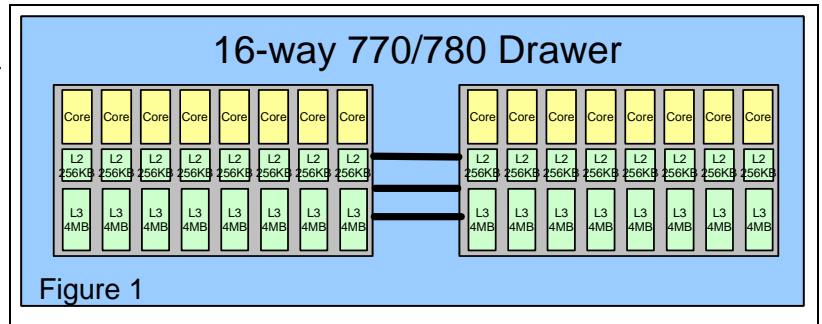 16-way 770/780 Drawer
Core Core Core Core Core Core Core Core Core Core Core Core Core Core Core Core
L2 L2 L2 L2 L2 L2 L2 L2 L2 L2 L2 L2 L2 L2 L2 L2
256KB 256KB 256KB 256KB 256KB 256KB 256KB 256KB 256KB 256KB 256KB 256KB 256KB 256KB 256KB 256KB
L3 L3 L3 L3 L3 L3 L3 L3 L3 L3 L3 L3 L3 L3 L3 L3
4MB 4MB 4MB 4MB 4MB 4MB 4MB 4MB 4MB 4MB 4MB 4MB 4MB 4MB 4MB 4MB
Figure 1